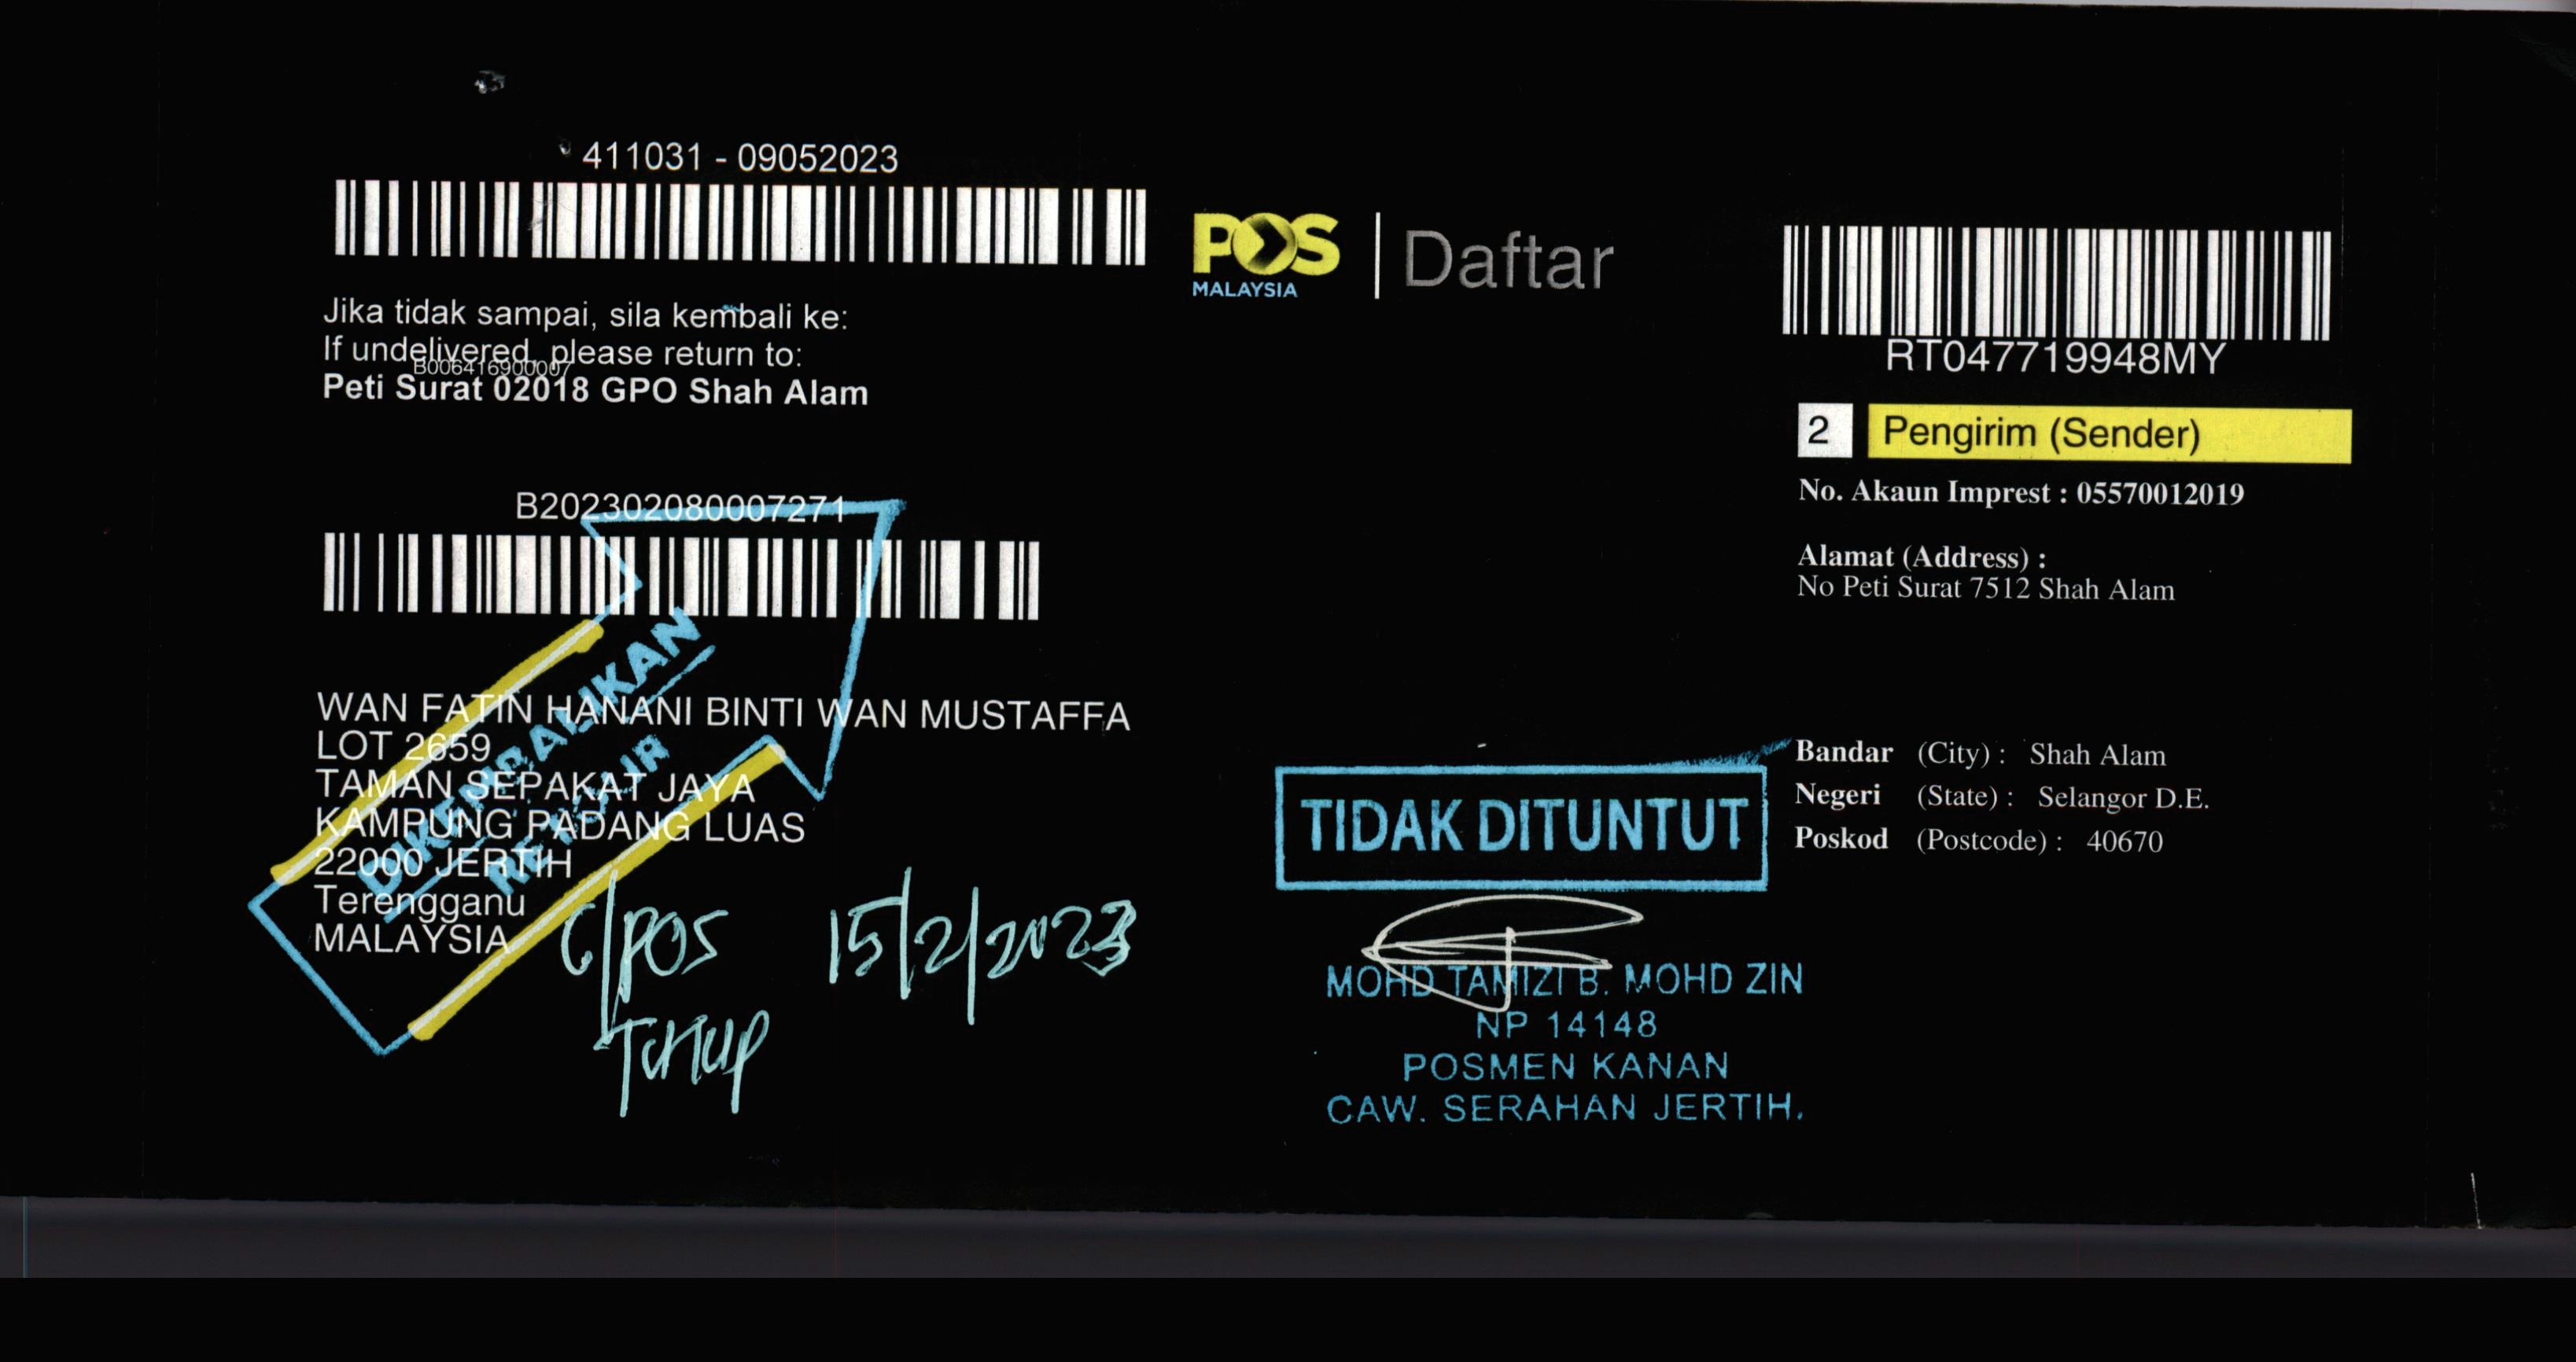 411031 - 09052023
Jika tidak sampai, sila kembali ke:
If undelivered, please return to:
B006416900007
Peti Surat 02018 GPO Shah Alam
B202302080007271
WAN FATIN HANANI BINTI WAN MUSTAFFA
LOT 2659
TAMAN SEPAKAT JAYA
KAMPUNG PADANG LUAS
22000 JERTIH
Terengganu
MALAYSIA
DIKEMBALIKAN
RETOUR
C/POS 15/2/2023
POS
MALAYSIA
Daftar
TIDAK DITUNTUT
MOHD TAMIZI B. MOHD ZIN
NP 14148
POSMEN KANAN
CAW. SERAHAN JERTIH.
RT047719948MY
2 Pengirim (Sender)
No. Akaun Imprest : 05570012019
Alamat (Address) :
No Peti Surat 7512 Shah Alam
Bandar (City) : Shah Alam
Negeri (State) : Selangor D.E.
Poskod (Postcode) : 40670